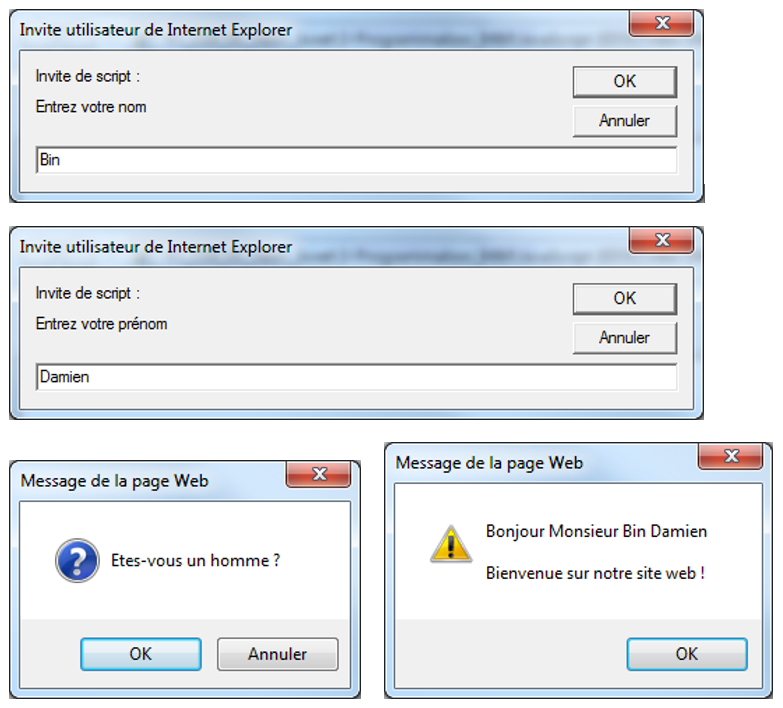 Invite utilisateur de Internet Explorer
Invite de script :
OK
Entrez votre nom
Annuler
Bin
Invite utilisateur de Internet Explorer
Invite de script :
OK
Entrez votre prénom
Annuler
Damien
Message de la page Web
Etes-vous un homme ?
OK Annuler
Message de la page Web
Bonjour Monsieur Bin Damien
Bienvenue sur notre site web !
OK